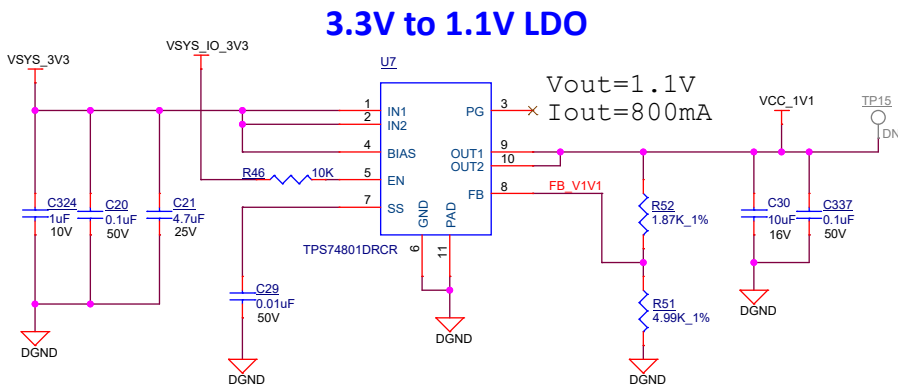 3.3V to 1.1V LDO
VSYS_3V3
VSYS_IO_3V3
U7
Vout=1.1V
Iout=800mA
VCC_1V1
TP15
DN
1
IN1
2
IN2
4
BIAS
5
EN
7
SS
PG
3
OUT1
9
OUT2
10
FB
8
GND
6
PAD
11
TPS74801DRCR
R46
10K
FB_V1V1
C324
1uF
10V
C20
0.1uF
50V
C21
4.7uF
25V
R52
1.87K_1%
C30
10uF
16V
C337
0.1uF
50V
C29
0.01uF
50V
R51
4.99K_1%
DGND
DGND
DGND
DGND
DGND